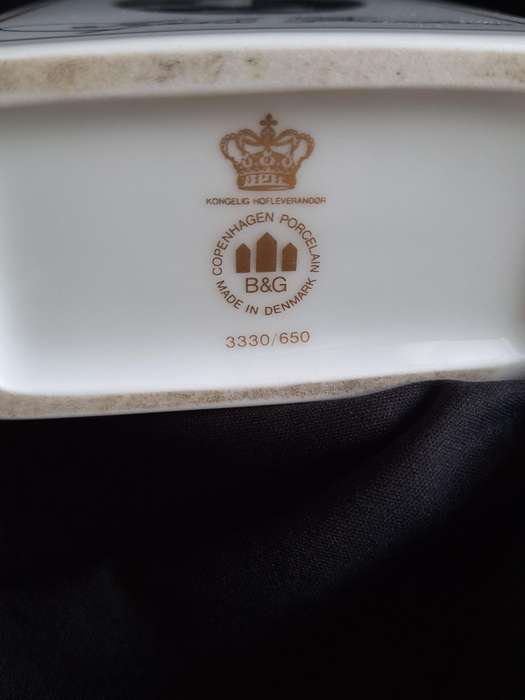 KONGELIG HOFLEVERANDØR
COPENHAGEN PORCELAIN
B&G
MADE IN DENMARK
3330/650